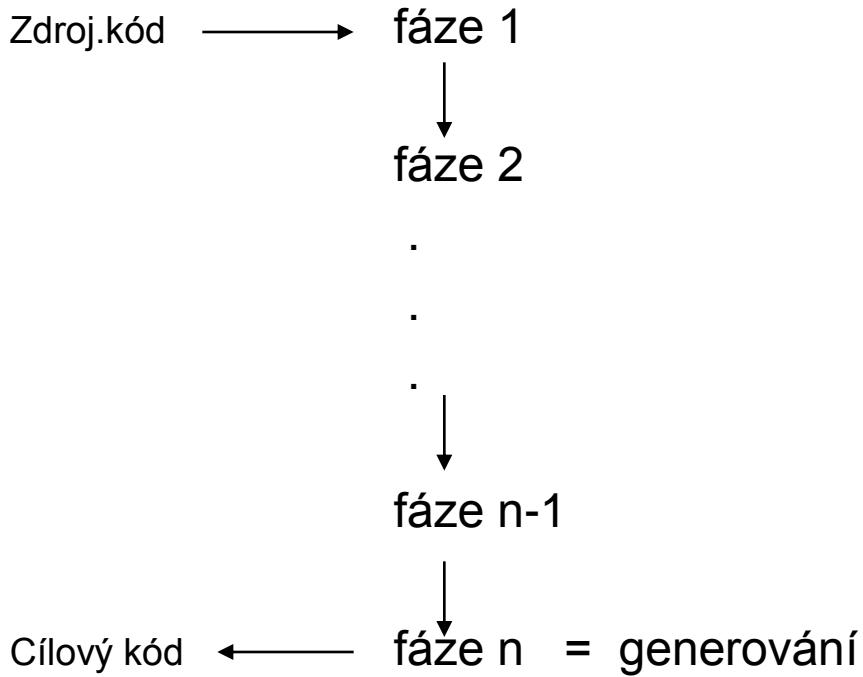 Zdroj.kód fáze 1
fáze 2
.
.
.
fáze n-1
Cílový kód fáze n = generování